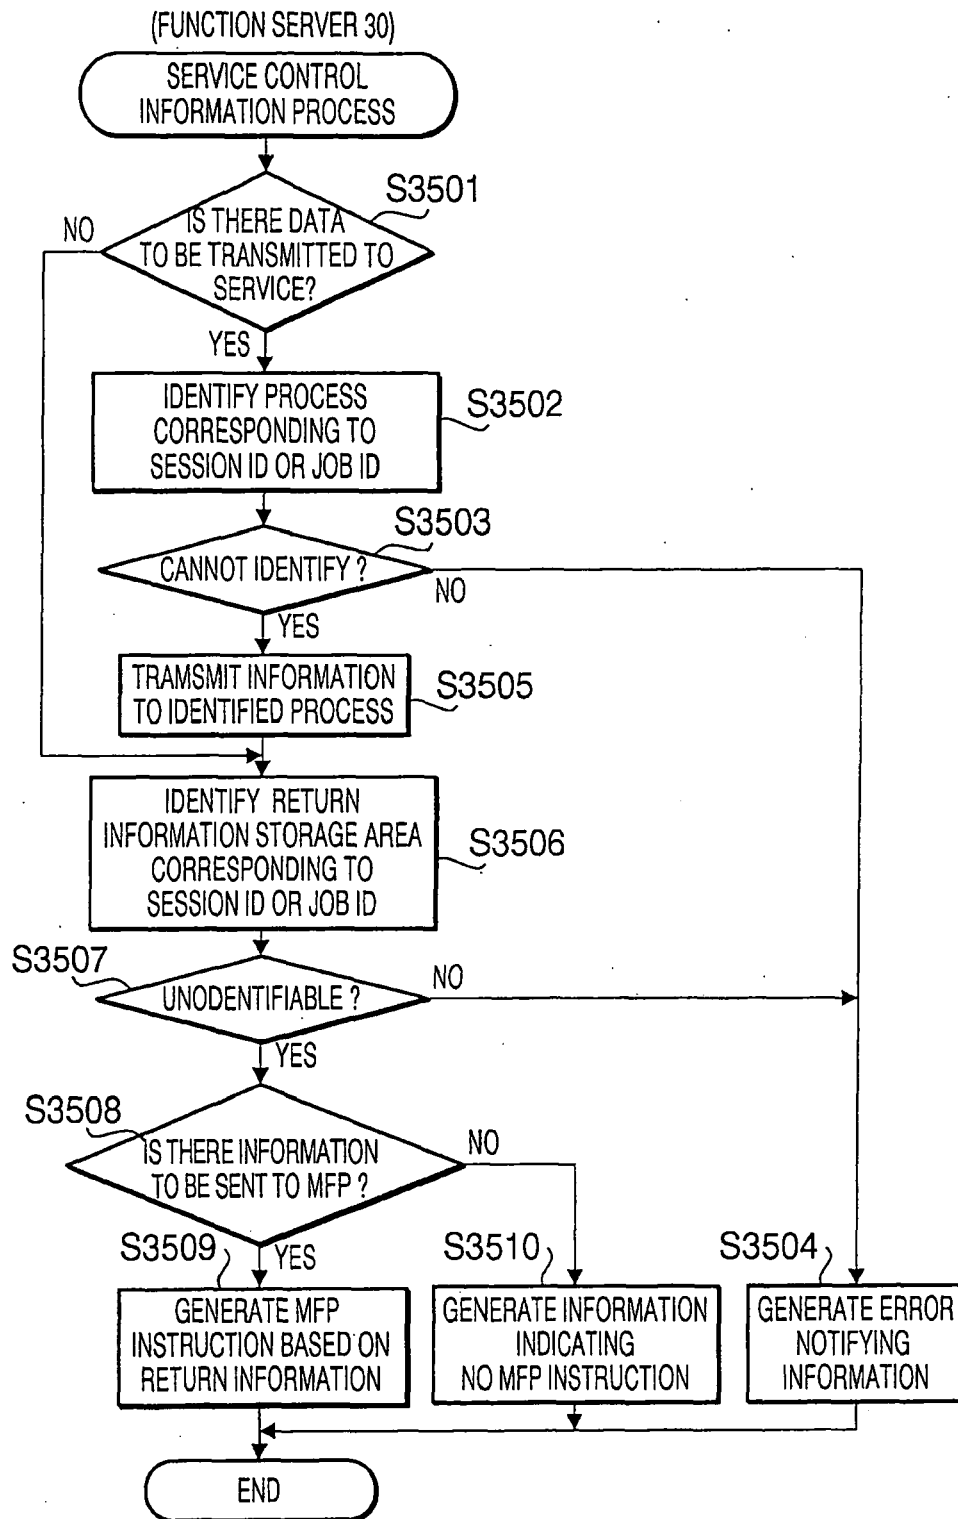 (FUNCTION SERVER 30)
SERVICE CONTROL
INFORMATION PROCESS
S3501
NO
IS THERE DATA
TO BE TRANSMITTED TO
SERVICE?
YES
IDENTIFY PROCESS
CORRESPONDING TO
SESSION ID OR JOB ID
S3502
S3503
CANNOT IDENTIFY ?
NO
YES
TRAMSMIT INFORMATION
TO IDENTIFIED PROCESS
S3505
IDENTIFY RETURN
INFORMATION STORAGE AREA
CORRESPONDING TO
SESSION ID OR JOB ID
S3506
S3507
UNODENTIFIABLE ?
NO
YES
S3508
IS THERE INFORMATION
TO BE SENT TO MFP ?
NO
YES
S3509
GENERATE MFP
INSTRUCTION BASED ON
RETURN INFORMATION
S3510
GENERATE INFORMATION
INDICATING
NO MFP INSTRUCTION
S3504
GENERATE ERROR
NOTIFYING
INFORMATION
END